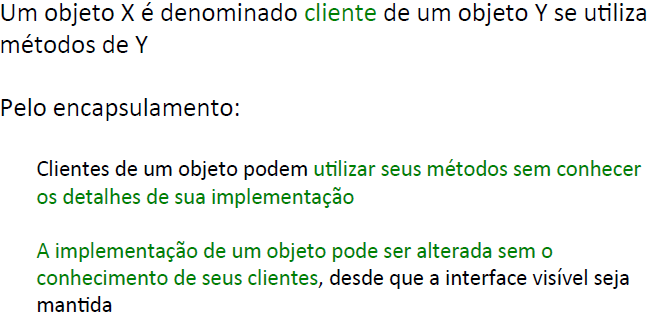 Um objeto X é denominado cliente de um objeto Y se utiliza
métodos de Y
Pelo encapsulamento:
Clientes de um objeto podem utilizar seus métodos sem conhecer
os detalhes de sua implementação
A implementação de um objeto pode ser alterada sem o
conhecimento de seus clientes, desde que a interface visível seja
mantida